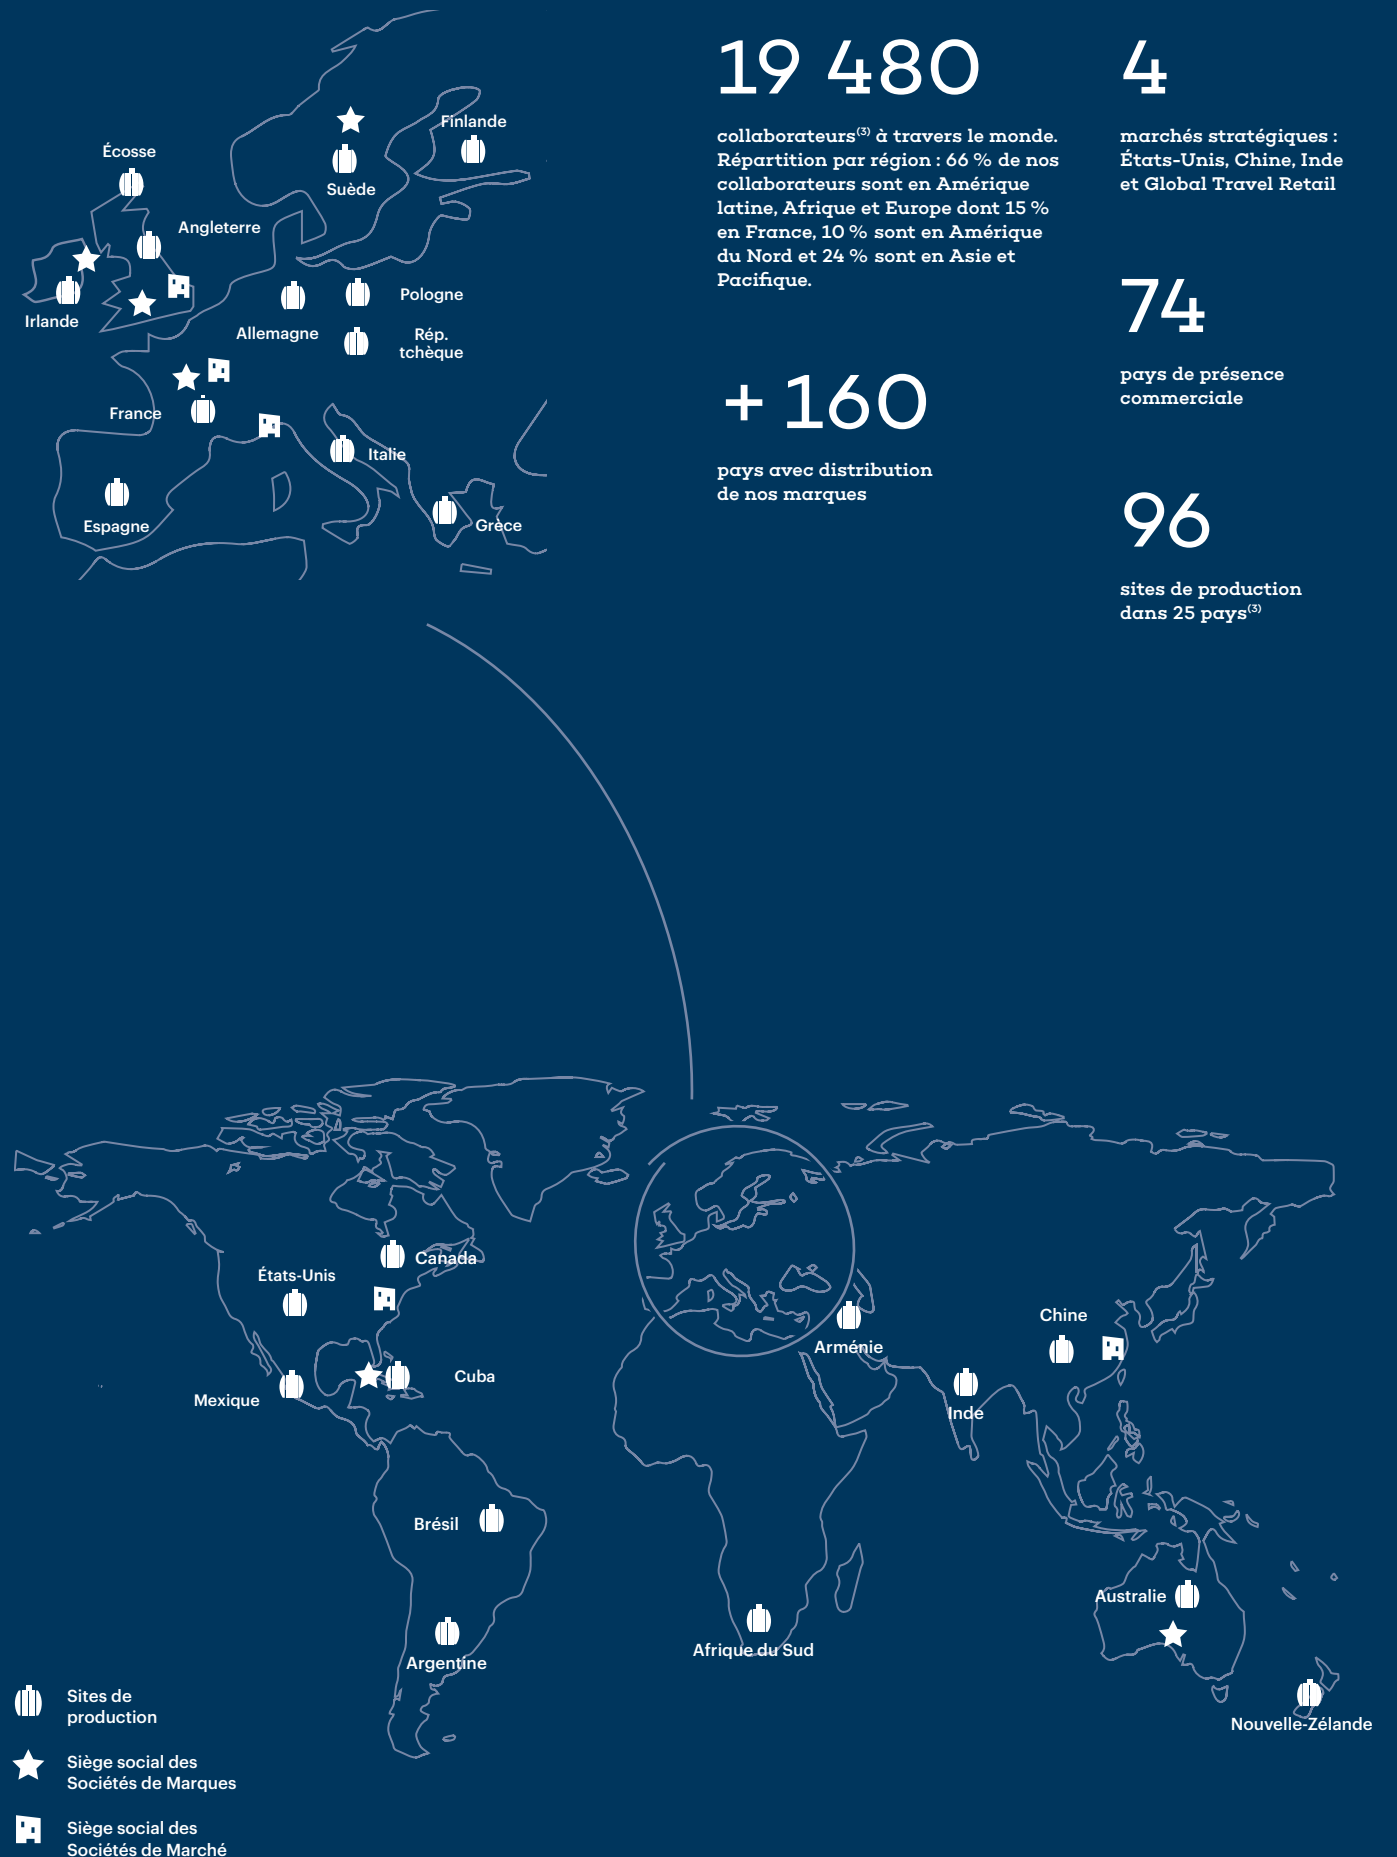 19 480
collaborateurs(3) à travers le monde.
Répartition par région : 66 % de nos
collaborateurs sont en Amérique
latine, Afrique et Europe dont 15 %
en France, 10 % sont en Amérique
du Nord et 24 % sont en Asie et
Pacifique.
+ 160
pays avec distribution
de nos marques
4
marchés stratégiques :
États-Unis, Chine, Inde
et Global Travel Retail
74
pays de présence
commerciale
96
sites de production
dans 25 pays(3)
Finlande
Écosse
Suède
Angleterre
Pologne
Irlande
Allemagne
Rép.
tchèque
France
Italie
Espagne
Grèce
Canada
États-Unis
Chine
Arménie
Cuba
Mexique
Inde
Brésil
Australie
Afrique du Sud
Argentine
Nouvelle-Zélande
Sites de
production
Siège social des
Sociétés de Marques
Siège social des
Sociétés de Marché